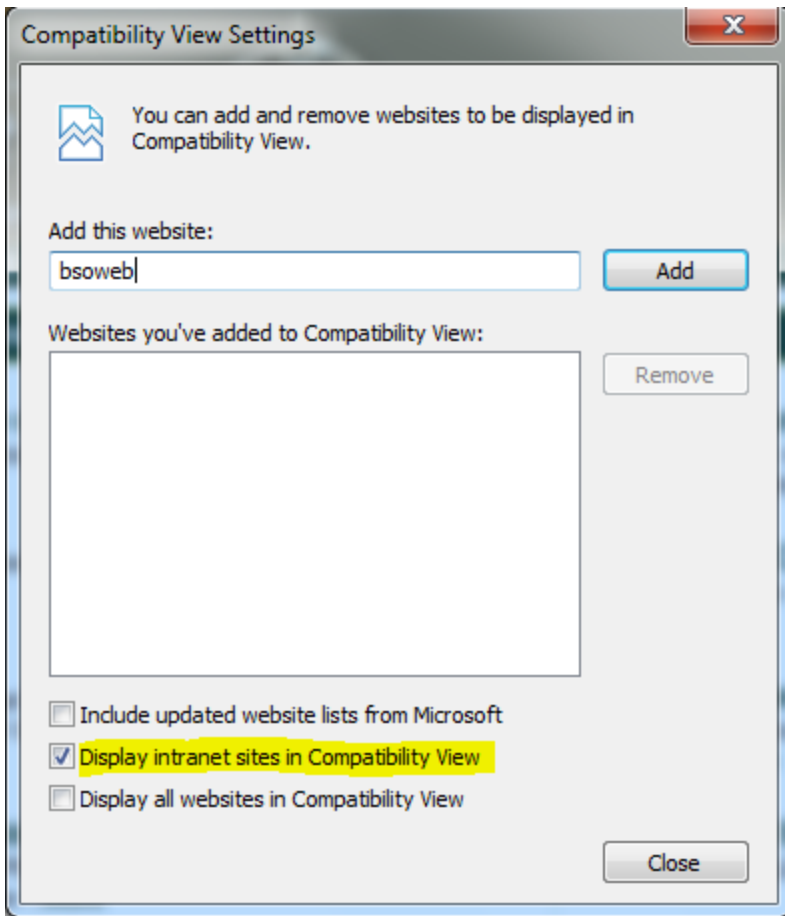 Compatibility View Settings
You can add and remove websites to be displayed in
Compatibility View.
Add this website:
bsoweb
Add
Websites you've added to Compatibility View:
Remove
Include updated website lists from Microsoft
Display intranet sites in Compatibility View
Display all websites in Compatibility View
Close